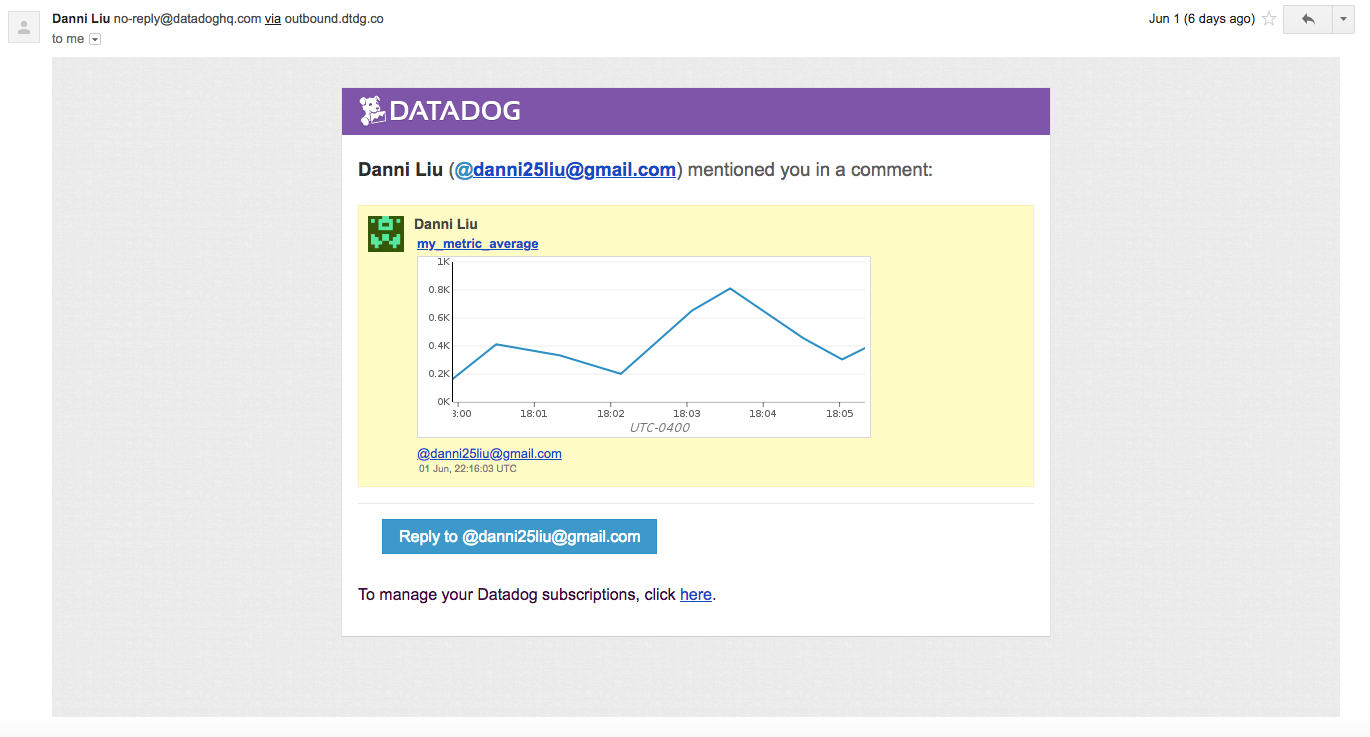 Danni Liu no-reply@datadoghq.com via outbound.dtdg.co
Jun 1 (6 days ago)
to me
DATADOG
Danni Liu (@danni25liu@gmail.com) mentioned you in a comment:
Danni Liu
my_metric_average
1K
0.8K
0.6K
0.4K
0.2K
0K
:00 18:01 18:02 18:03 18:04 18:05
UTC-0400
@danni25liu@gmail.com
01 Jun, 22:16:03 UTC
Reply to @danni25liu@gmail.com
To manage your Datadog subscriptions, click here.